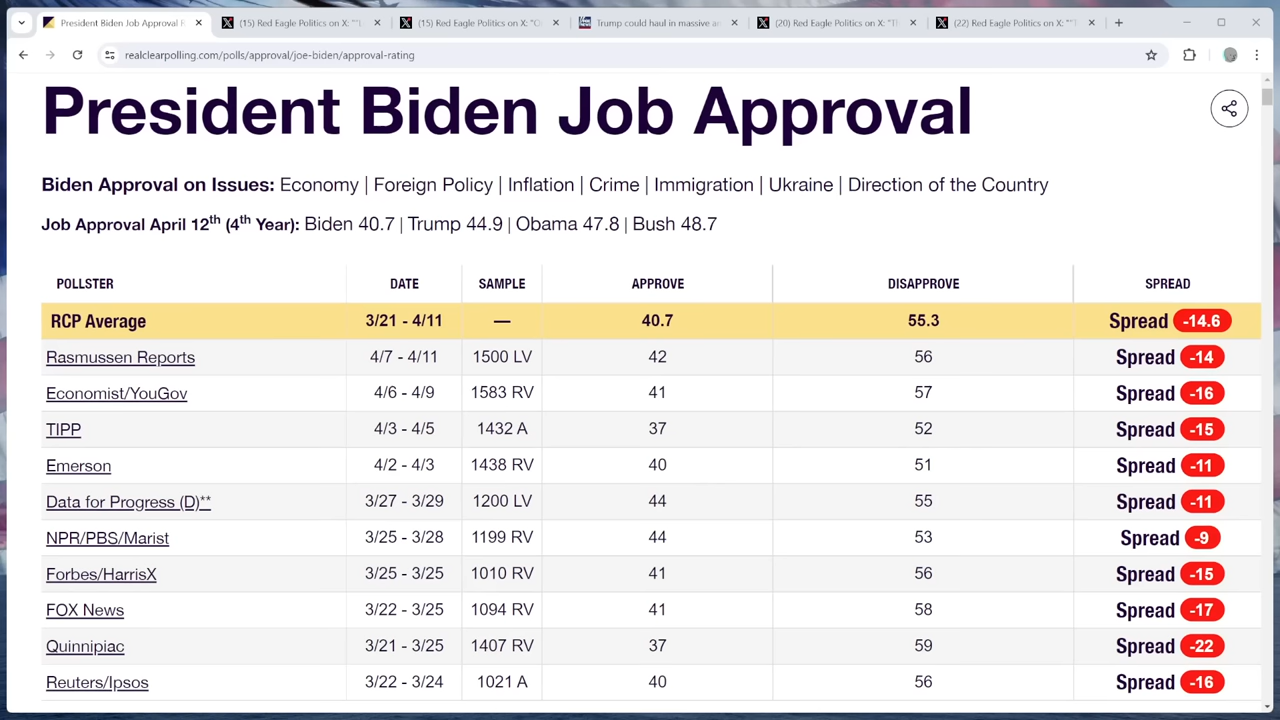 President Biden Job Approval R
(15) Red Eagle Politics on X: ""I
(15) Red Eagle Politics on X: "O
Trump could haul in massive an
(20) Red Eagle Politics on X: "Th
(22) Red Eagle Politics on X: ""T
realclearpolling.com/polls/approval/joe-biden/approval-rating
President Biden Job Approval
Biden Approval on Issues: Economy | Foreign Policy | Inflation | Crime | Immigration | Ukraine | Direction of the Country
Job Approval April 12th (4th Year): Biden 40.7 | Trump 44.9 | Obama 47.8 | Bush 48.7
POLLSTER DATE SAMPLE APPROVE DISAPPROVE SPREAD
RCP Average 3/21 - 4/11 — 40.7 55.3 Spread -14.6
Rasmussen Reports 4/7 - 4/11 1500 LV 42 56 Spread -14
Economist/YouGov 4/6 - 4/9 1583 RV 41 57 Spread -16
TIPP 4/3 - 4/5 1432 A 37 52 Spread -15
Emerson 4/2 - 4/3 1438 RV 40 51 Spread -11
Data for Progress (D)** 3/27 - 3/29 1200 LV 44 55 Spread -11
NPR/PBS/Marist 3/25 - 3/28 1199 RV 44 53 Spread -9
Forbes/HarrisX 3/25 - 3/25 1010 RV 41 56 Spread -15
FOX News 3/22 - 3/25 1094 RV 41 58 Spread -17
Quinnipiac 3/21 - 3/25 1407 RV 37 59 Spread -22
Reuters/Ipsos 3/22 - 3/24 1021 A 40 56 Spread -16